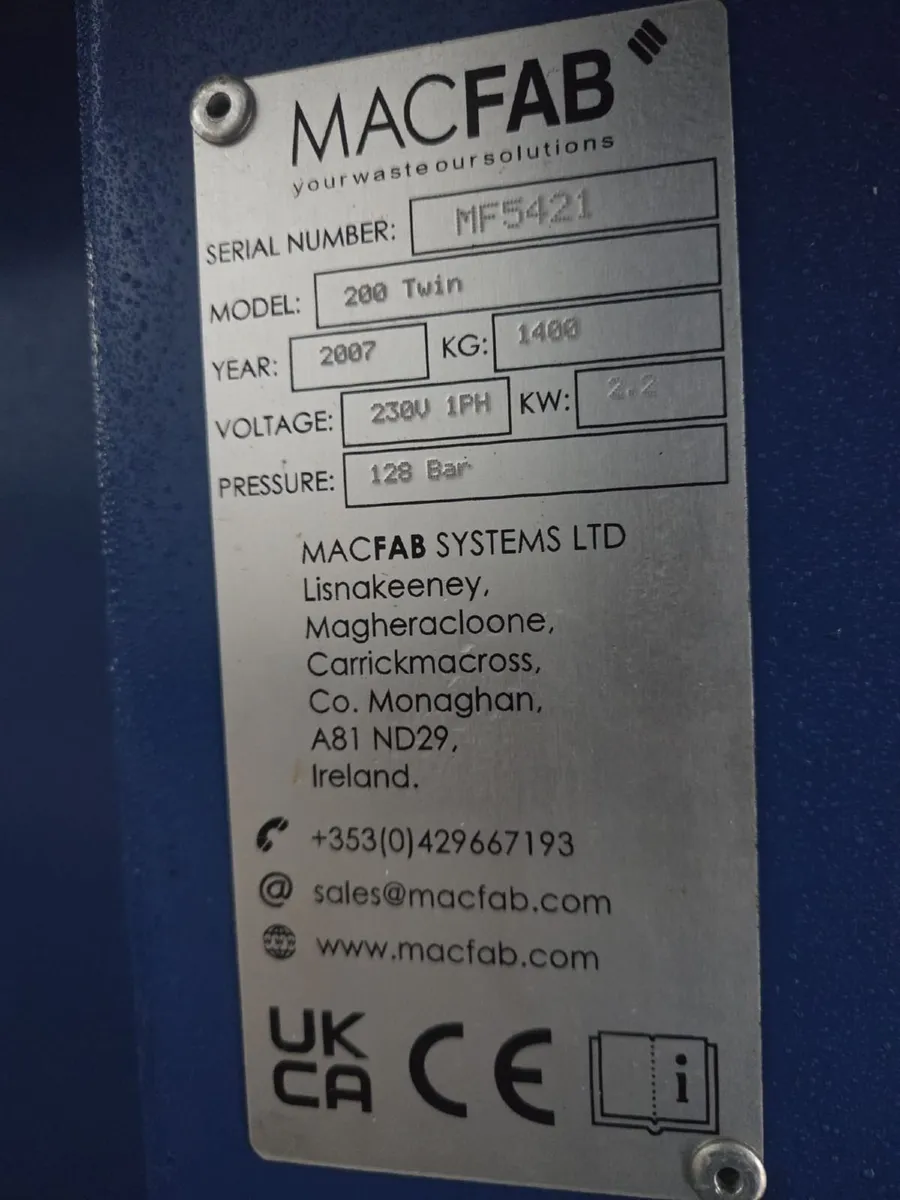 MACFAB
yourwasteoursolutions
SERIAL NUMBER: MF5421
MODEL: 200 Twin
YEAR: 2007 KG: 1400
VOLTAGE: 230V 1PH KW: 2.2
PRESSURE: 128 Bar
MACFAB SYSTEMS LTD
Lisnakeeney,
Magheracloone,
Carrickmacross,
Co. Monaghan,
A81 ND29,
Ireland.
+353(0)429667193
@ sales@macfab.com
www www.macfab.com
UK
CA CE i